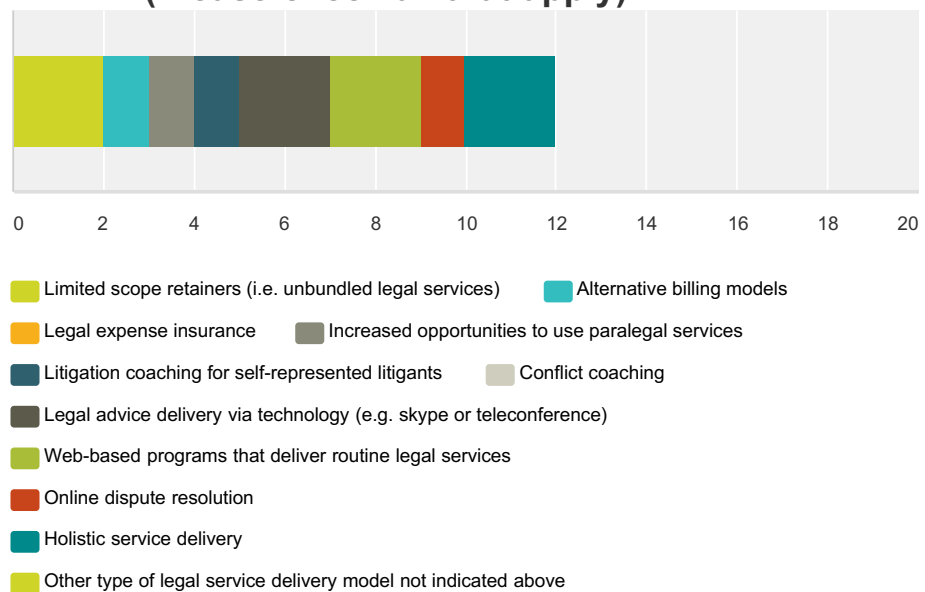 0 2 4 6 8 10 12 14 16 18 20
Limited scope retainers (i.e. unbundled legal services) Alternative billing models
Legal expense insurance Increased opportunities to use paralegal services
Litigation coaching for self-represented litigants Conflict coaching
Legal advice delivery via technology (e.g. skype or teleconference)
Web-based programs that deliver routine legal services
Online dispute resolution
Holistic service delivery
Other type of legal service delivery model not indicated above